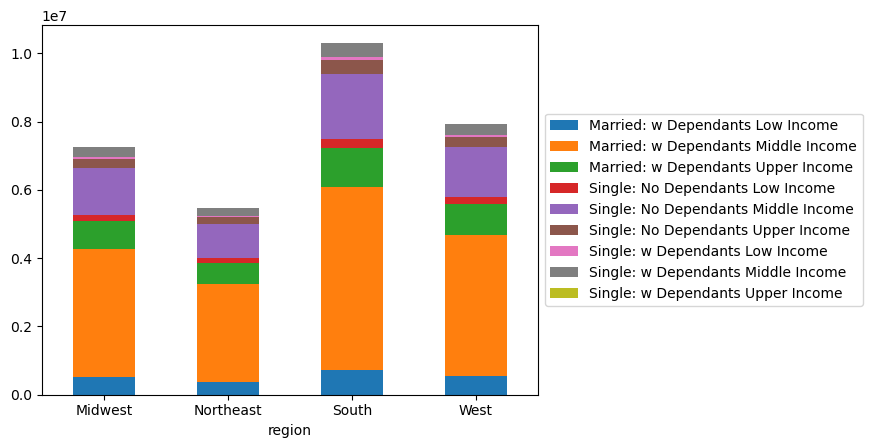 1e7
1.0
0.8
0.6
0.4
0.2
0.0
Midwest Northeast South West
region
Married: w Dependants Low Income
Married: w Dependants Middle Income
Married: w Dependants Upper Income
Single: No Dependants Low Income
Single: No Dependants Middle Income
Single: No Dependants Upper Income
Single: w Dependants Low Income
Single: w Dependants Middle Income
Single: w Dependants Upper Income